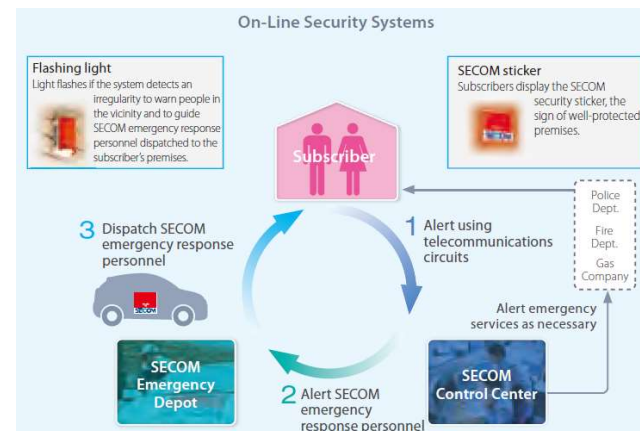 On-Line Security Systems
Flashing light
Light flashes if the system detects an
irregularity to warn people in
the vicinity and to guide
SECOM emergency response
personnel dispatched to the
subscriber's premises.
SECOM sticker
Subscribers display the SECOM
security sticker, the
sign of well-protected
premises.
Subscriber
Police
Dept.
Fire
Dept.
Gas
Company
3 Dispatch SECOM
emergency response
personnel
1 Alert using
telecommunications
circuits
SECOM
Alert emergency
services as necessary
SECOM
Emergency
Depot
2 Alert SECOM
emergency
response personnel
SECOM
Control Center